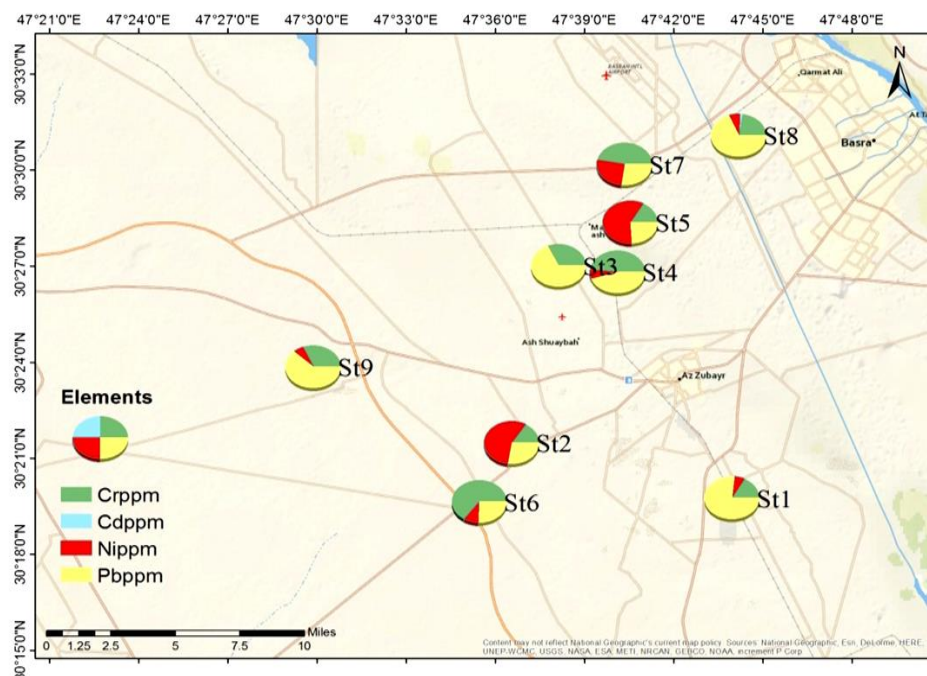 47°21'0"E 47°24'0"E 47°27'0"E 47°30'0"E 47°33'0"E 47°36'0"E 47°39'0"E 47°42'0"E 47°45'0"E 47°48'0"E
N
30°33'0"N
30°30'0"N
30°27'0"N
30°24'0"N
30°21'0"N
30°18'0"N
30°15'0"N
AIRPORT
Qarmat Ali
Basra
St8
St7
St5
St3
St4
Ash Shuaybah
Az Zubayr
St9
St2
St6
St1
Elements
Crppm
Cdppm
Nippm
Pbppm
0 1.25 2.5 5 7.5 10
Miles
Content may not reflect National Geographic's current map policy. Sources: National Geographic, Esri, DeLorme, HERE,
UNEP-WCMC, USGS, NASA, ESA, METI, NRCAN, GEBCO, NOAA, increment P Corp.